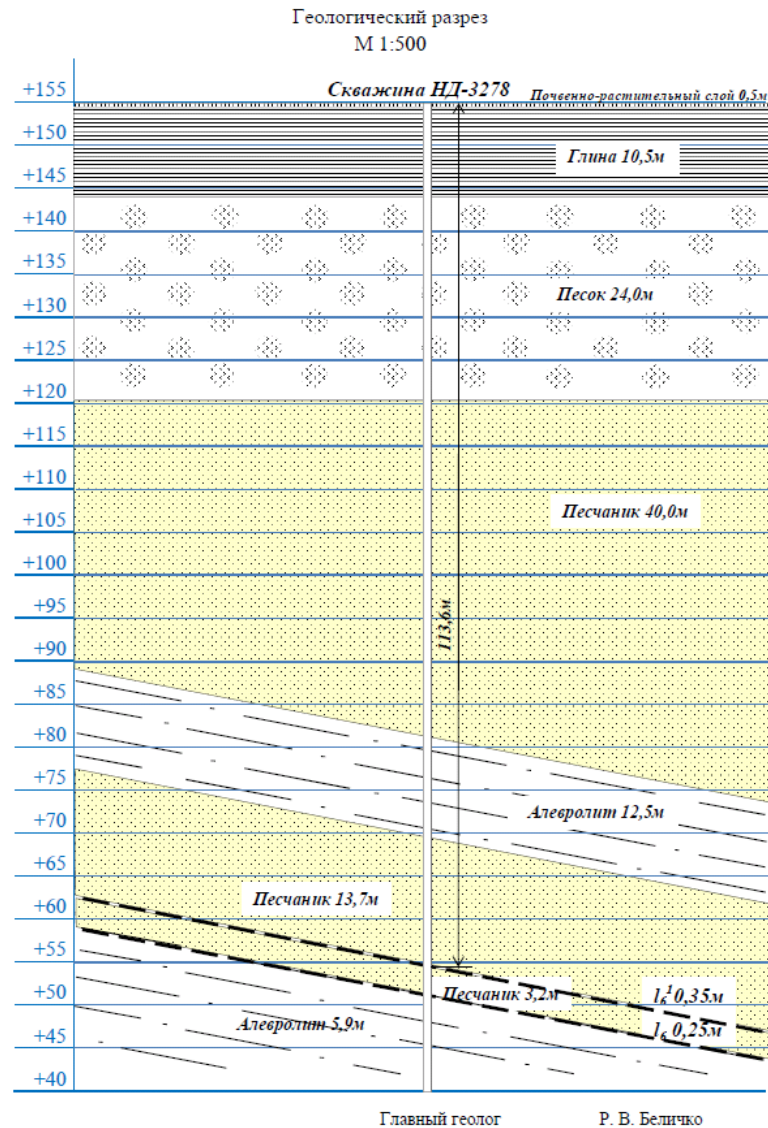 Геологический разрез
М 1:500
+155
Скважина НД-3278
Почвенно-растительный слой 0,5м
+150
Глина 10,5м
+145
+140
+135
Песок 24,0м
+130
+125
+120
+115
+110
Песчаник 40,0м
+105
+100
+95
113,6м
+90
+85
+80
+75
Алевролит 12,5м
+70
+65
Песчаник 13,7м
+60
+55
Песчаник 3,2м
l₆¹ 0,35м
+50
Алевролит 5,9м
l₆ 0,25м
+45
+40
Главный геолог Р. В. Беличко